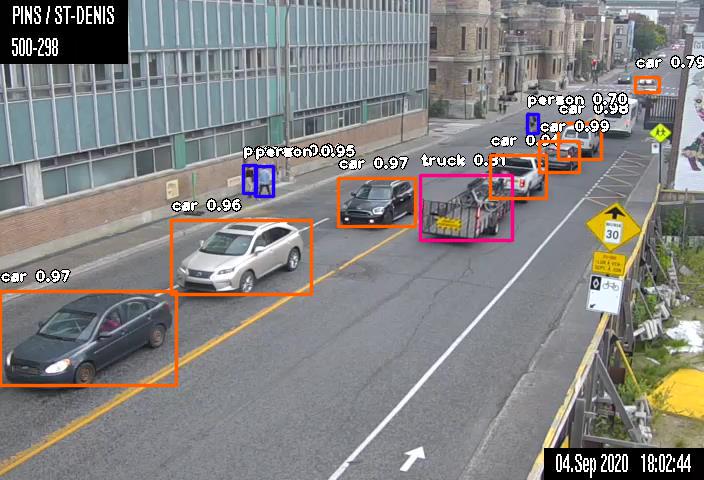 PINS / ST-DENIS
500-298
car 0.79
person 0.70
car 0.98
car 0.99
car 0.97
truck 0.81
car 0.96
car 0.97
30
04.Sep 2020 18:02:44